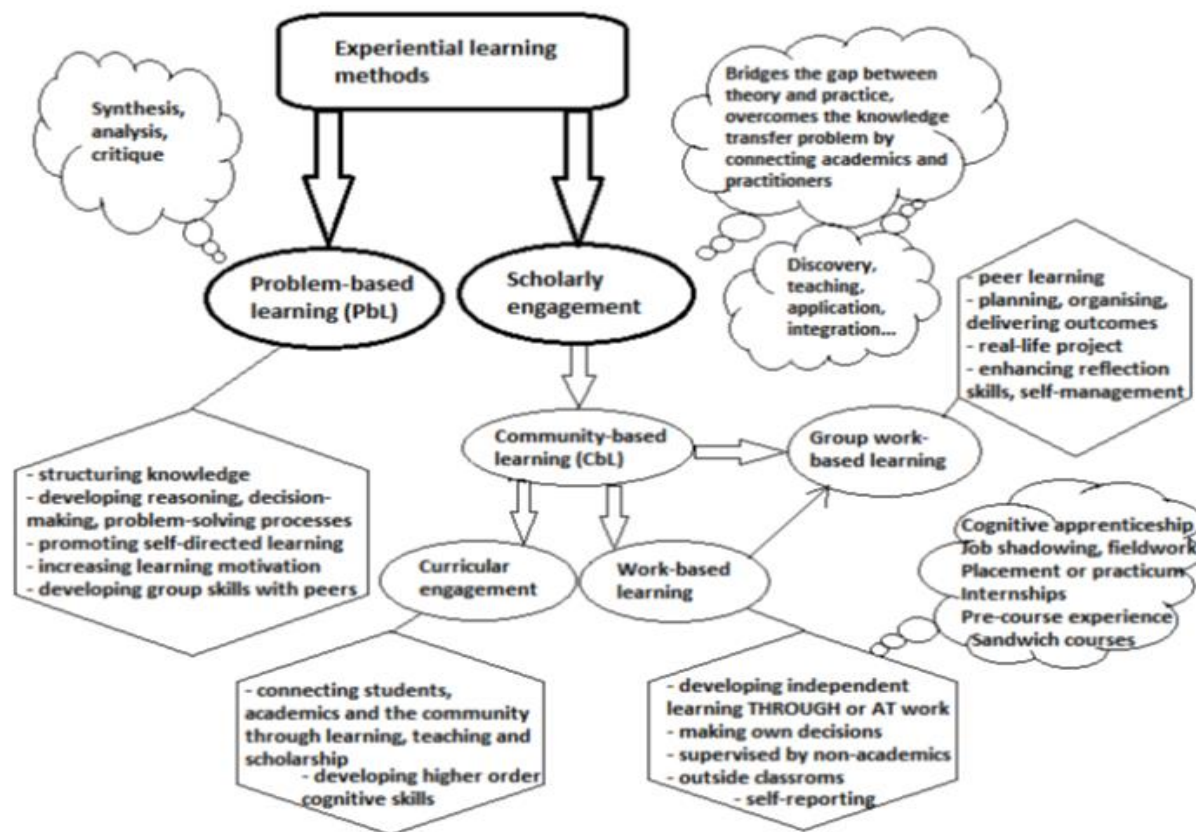 Experiential learning
methods
Synthesis,
analysis,
critique
Bridges the gap between
theory and practice,
overcomes the knowledge
transfer problem by
connecting academics and
practitioners
Problem-based
learning (PbL)
Scholarly
engagement
Discovery,
teaching,
application,
integration...
- peer learning
- planning, organising,
delivering outcomes
- real-life project
- enhancing reflection
skills, self-management
Community-based
learning (CbL)
Group work-
based learning
- structuring knowledge
- developing reasoning, decision-
making, problem-solving processes
- promoting self-directed learning
- increasing learning motivation
- developing group skills with peers
Curricular
engagement
Work-based
learning
Cognitive apprenticeship
Job shadowing, fieldwork
Placement or practicum
Internships
Pre-course experience
Sandwich courses
- connecting students,
academics and the community
through learning, teaching and
scholarship
- developing higher order
cognitive skills
- developing independent
learning THROUGH or AT work
- making own decisions
- supervised by non-academics
- outside classroms
- self-reporting